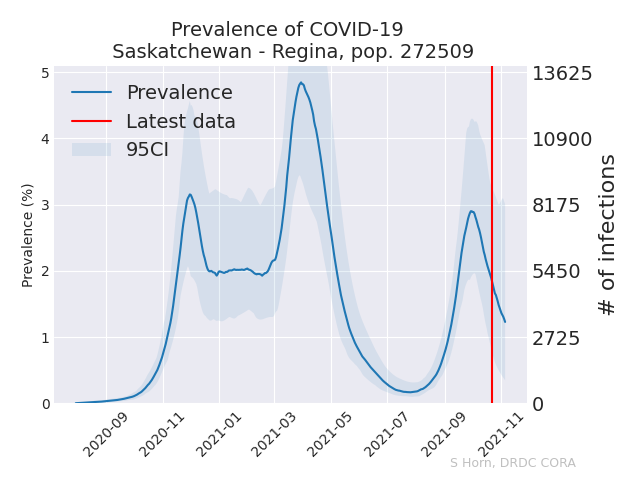 Prevalence of COVID-19
Saskatchewan - Regina, pop. 272509
Prevalence
Latest data
95CI
Prevalence (%)
5
4
3
2
1
0
13625
10900
8175
5450
2725
0
# of infections
2020-09
2020-11
2021-01
2021-03
2021-05
2021-07
2021-09
2021-11
S Horn, DRDC CORA